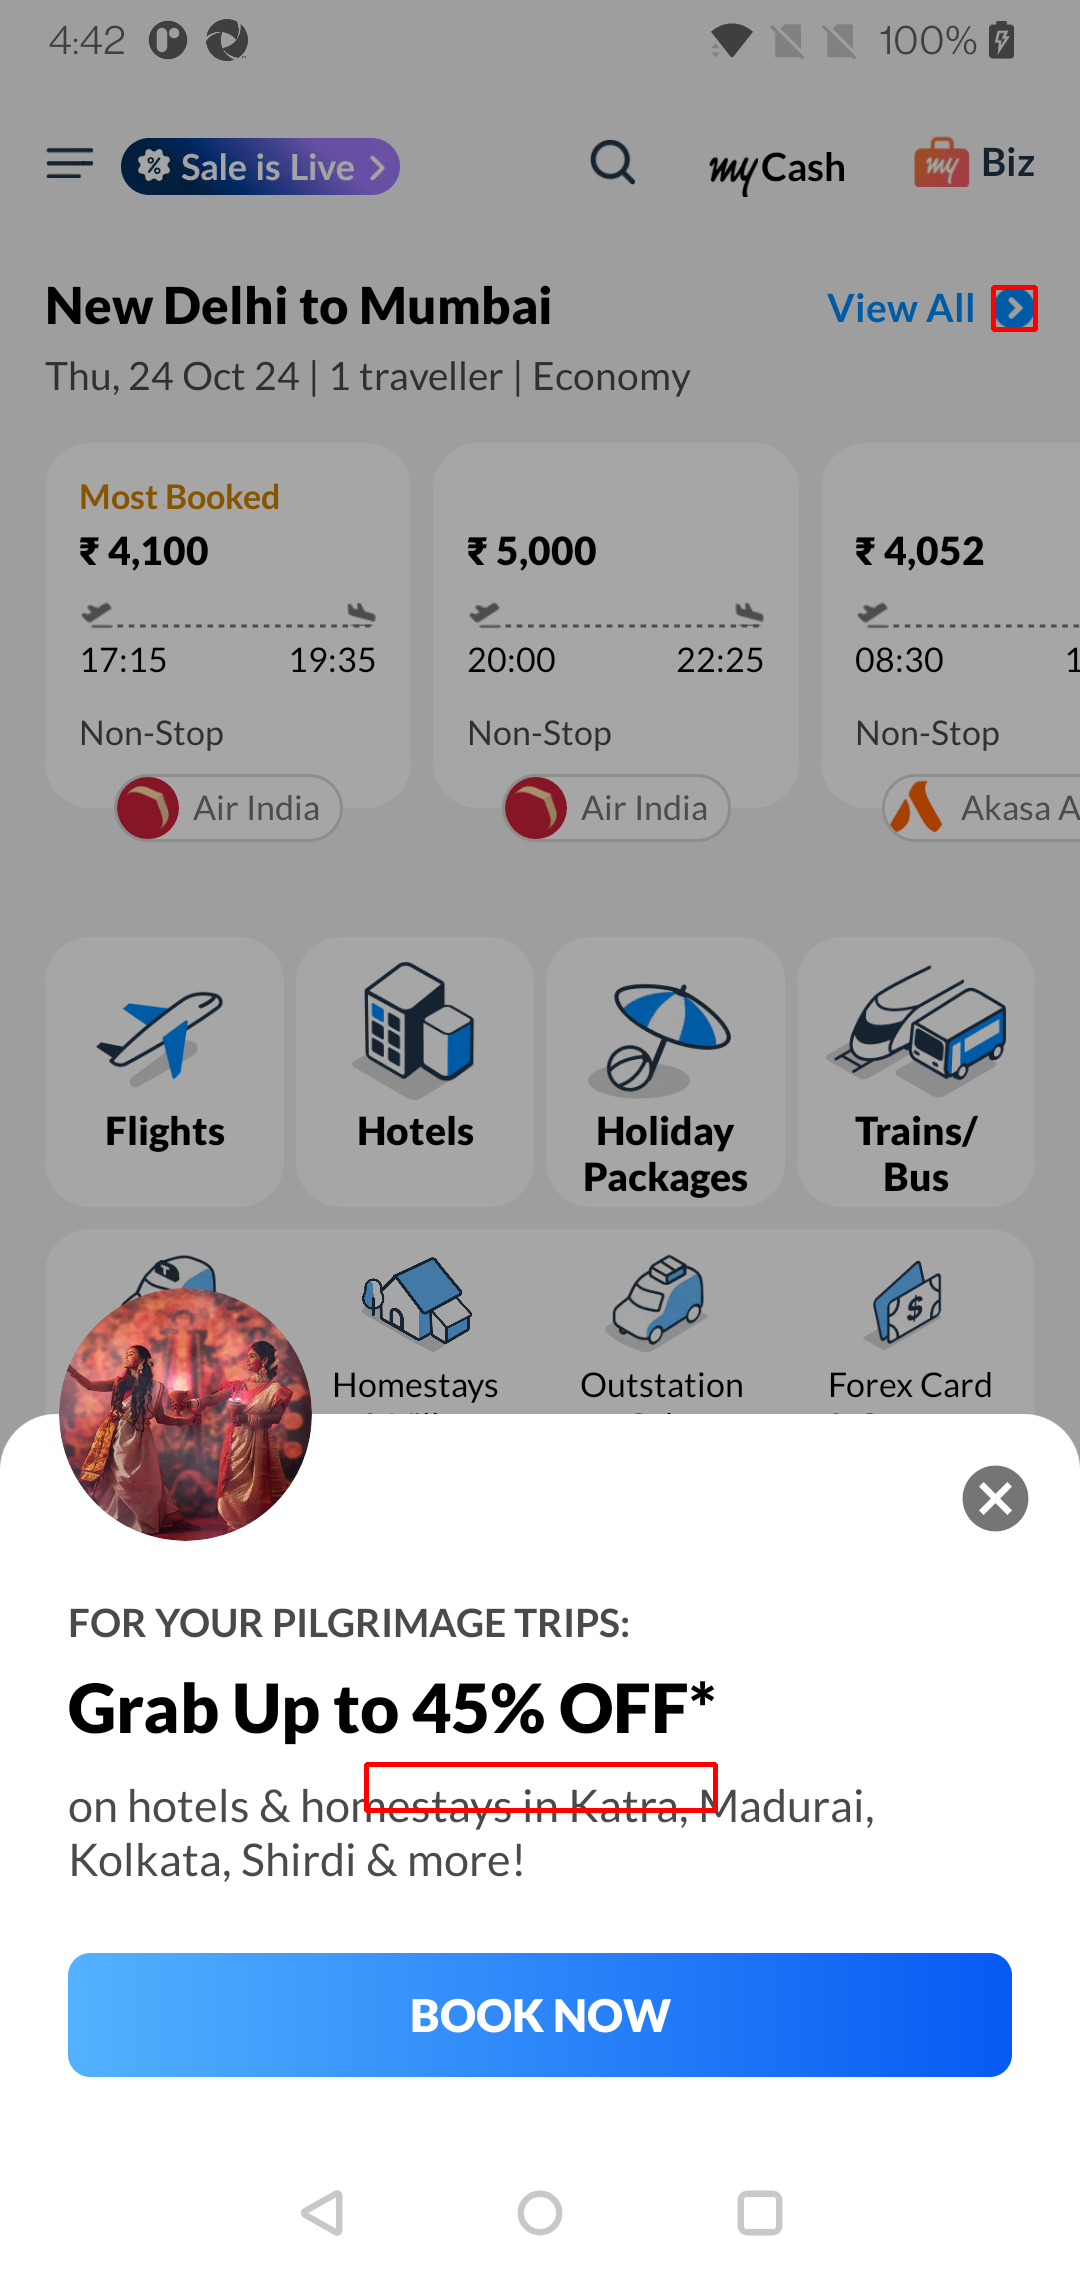 4:42
100%
Sale is Live
myCash
my Biz
New Delhi to Mumbai
View All
Thu, 24 Oct 24 | 1 traveller | Economy
Most Booked
₹ 4,100
₹ 5,000
₹ 4,052
17:15
19:35
20:00
22:25
08:30
1
Non-Stop
Non-Stop
Non-Stop
Air India
Air India
Akasa A
Flights
Hotels
Holiday
Packages
Trains/
Bus
Homestays
Outstation
Forex Card
FOR YOUR PILGRIMAGE TRIPS:
Grab Up to 45% OFF*
on hotels & homestays in Katra, Madurai,
Kolkata, Shirdi & more!
BOOK NOW